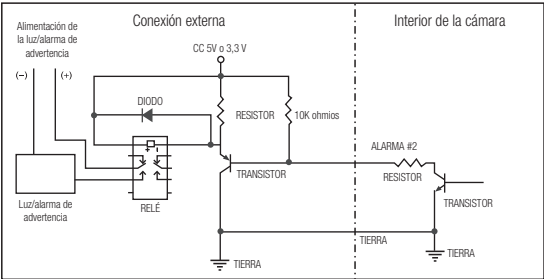 Conexión externa
Interior de la cámara
Alimentación de
la luz/alarma de
advertencia
(−)
(+)
CC 5V o 3,3 V
DIODO
RESISTOR
10K ohmios
ALARMA #2
RESISTOR
TRANSISTOR
TRANSISTOR
RELÉ
Luz/alarma de
advertencia
TIERRA
TIERRA
TIERRA